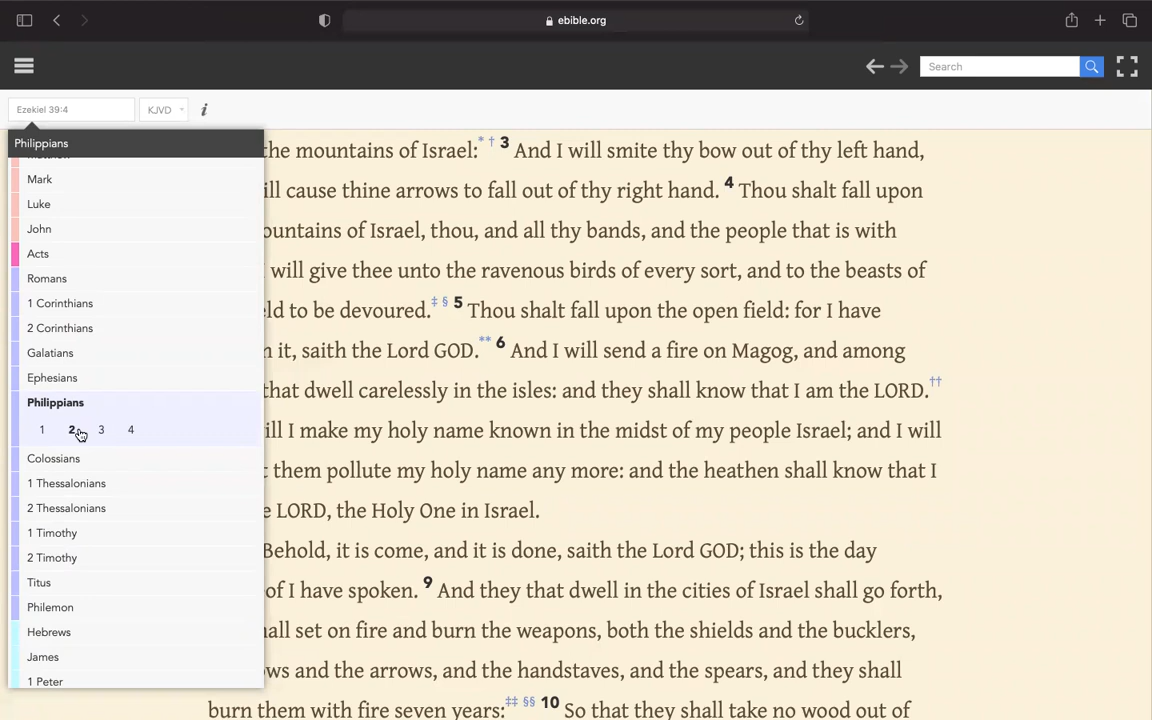 ebible.org
Search
Ezekiel 39:4
KJVD
i
Philippians
Mark
Luke
John
Acts
Romans
1 Corinthians
2 Corinthians
Galatians
Ephesians
Philippians
1 2 3 4
Colossians
1 Thessalonians
2 Thessalonians
1 Timothy
2 Timothy
Titus
Philemon
Hebrews
James
1 Peter
the mountains of Israel:* † 3 And I will smite thy bow out of thy left hand,
ill cause thine arrows to fall out of thy right hand. 4 Thou shalt fall upon
ountains of Israel, thou, and all thy bands, and the people that is with
will give thee unto the ravenous birds of every sort, and to the beasts of
eld to be devoured.‡ § 5 Thou shalt fall upon the open field: for I have
n it, saith the Lord GOD.** 6 And I will send a fire on Magog, and among
that dwell carelessly in the isles: and they shall know that I am the LORD.††
ill I make my holy name known in the midst of my people Israel; and I will
t them pollute my holy name any more: and the heathen shall know that I
e LORD, the Holy One in Israel.
Behold, it is come, and it is done, saith the Lord GOD; this is the day
of I have spoken. 9 And they that dwell in the cities of Israel shall go forth,
hall set on fire and burn the weapons, both the shields and the bucklers,
ows and the arrows, and the handstaves, and the spears, and they shall
burn them with fire seven years:‡‡ §§ 10 So that they shall take no wood out of